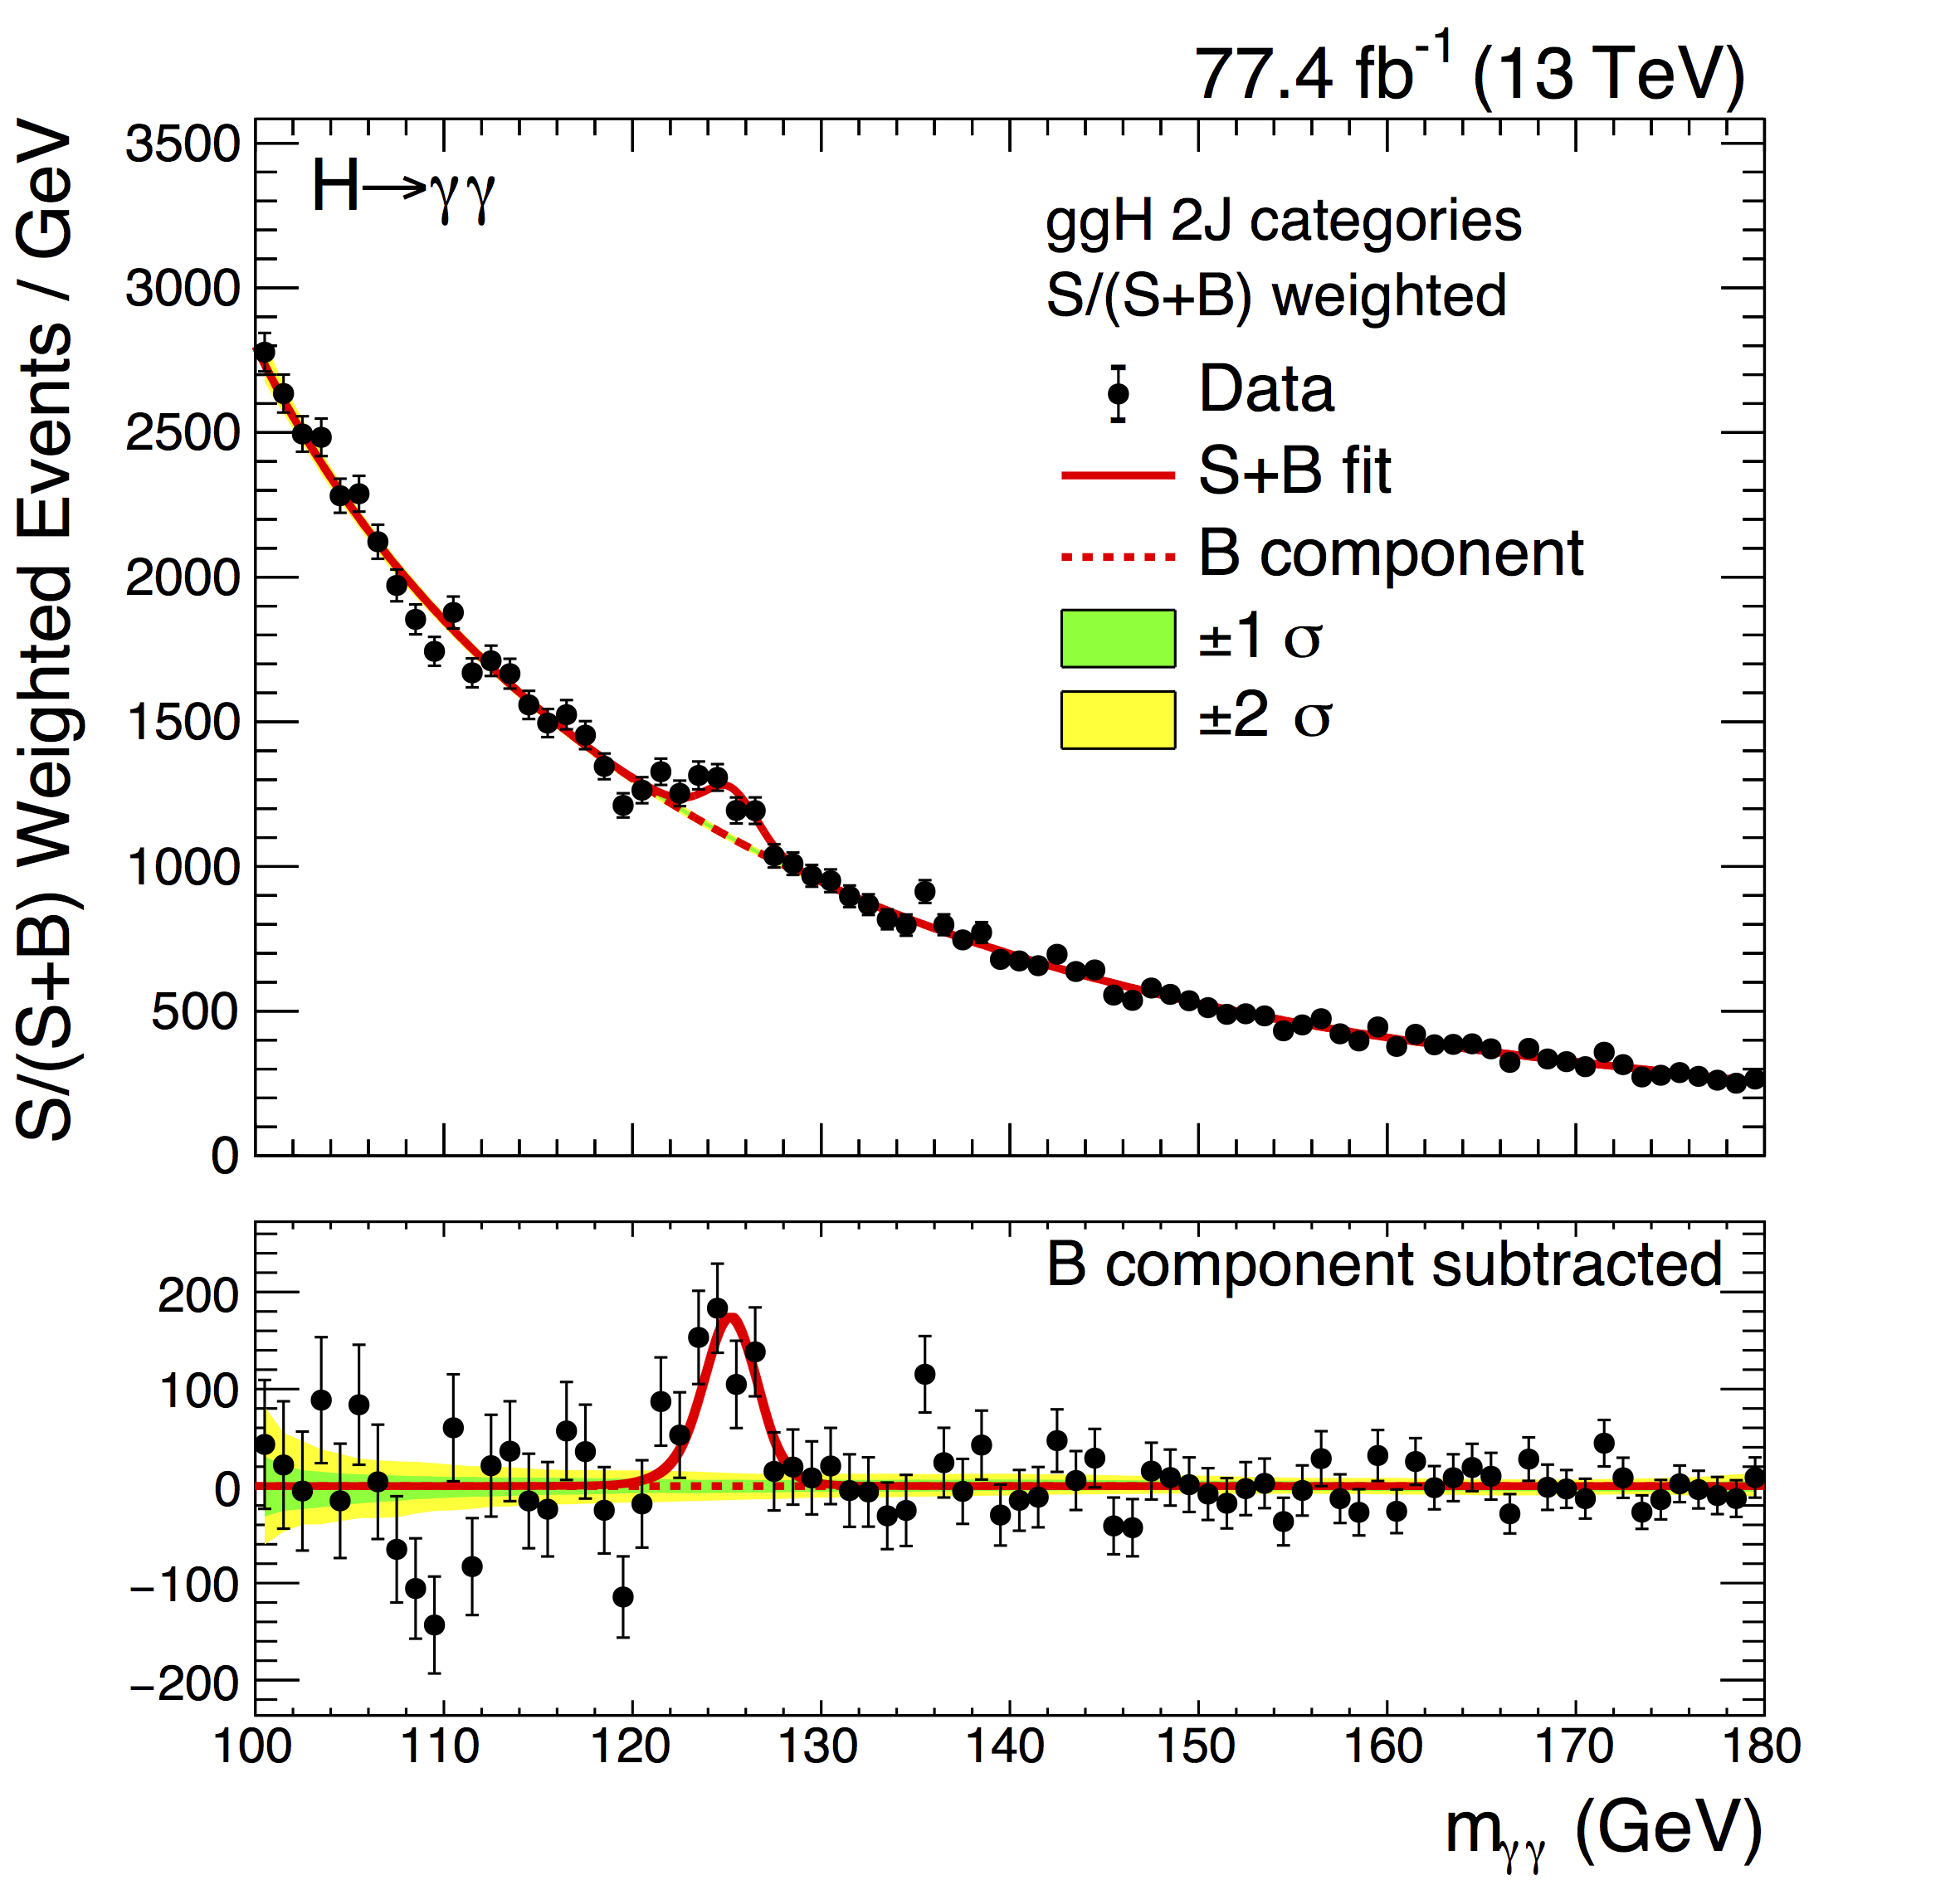 77.4 fb⁻¹ (13 TeV)
S/(S+B) Weighted Events / GeV
3500
3000
2500
2000
1500
1000
500
0
H→γγ
ggH 2J categories
S/(S+B) weighted
Data
S+B fit
B component
±1 σ
±2 σ
B component subtracted
200
100
0
−100
−200
100 110 120 130 140 150 160 170 180
m_γγ (GeV)